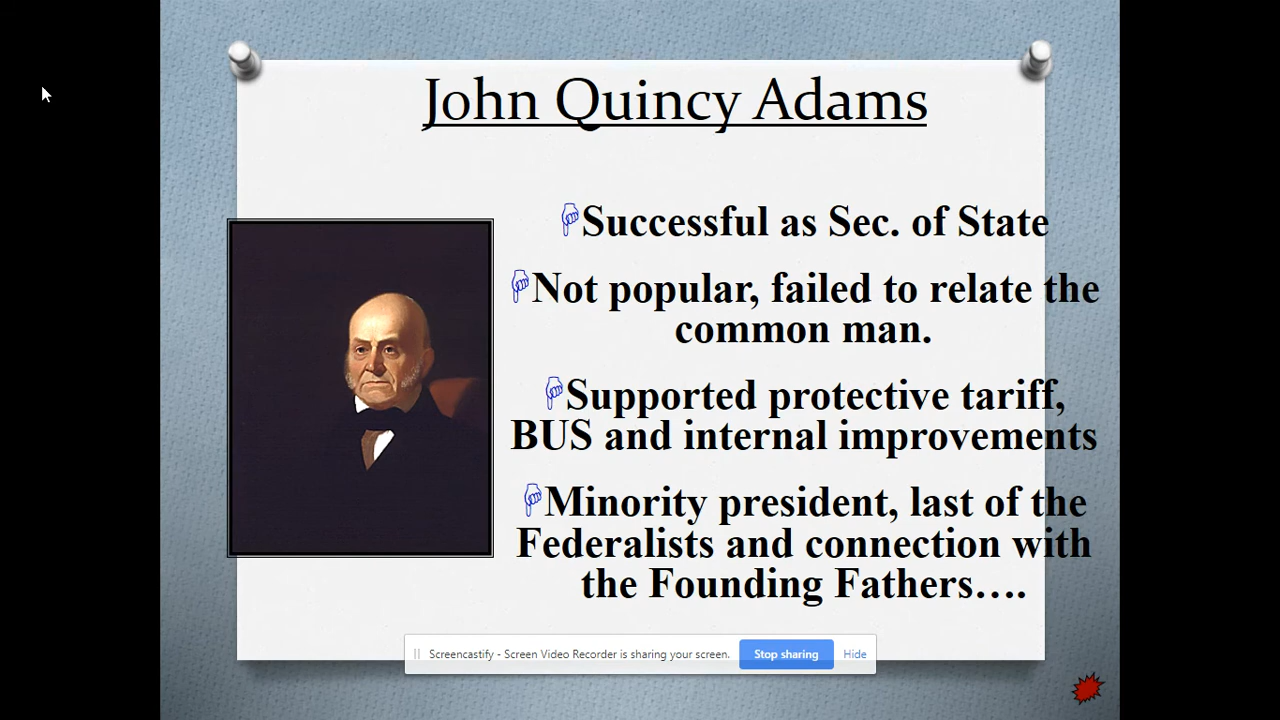 John Quincy Adams
Successful as Sec. of State
Not popular, failed to relate the
common man.
Supported protective tariff,
BUS and internal improvements
Minority president, last of the
Federalists and connection with
the Founding Fathers….
Screencastify - Screen Video Recorder is sharing your screen. Stop sharing Hide